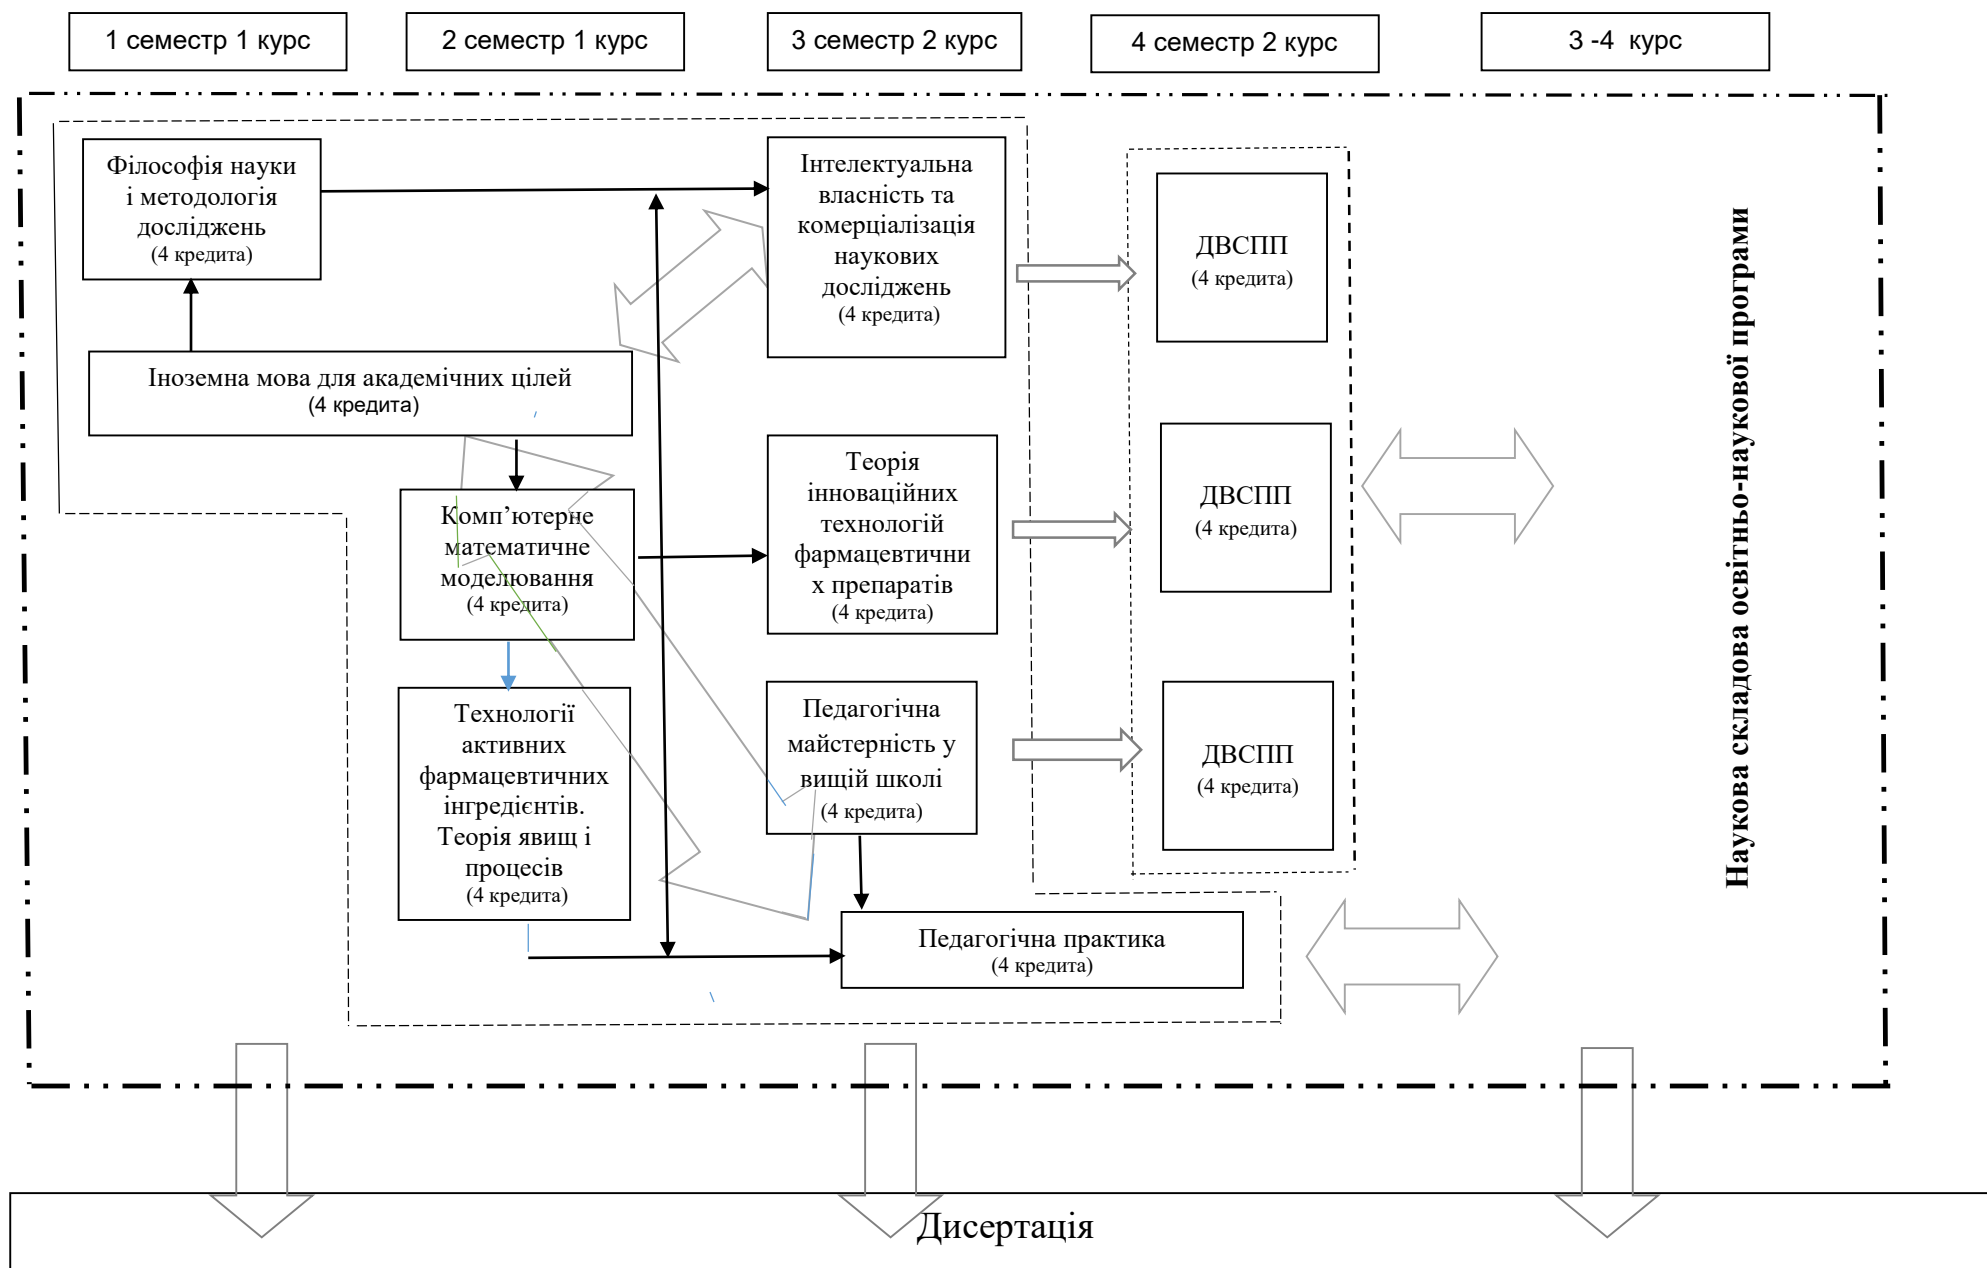 1 семестр 1 курс
2 семестр 1 курс
3 семестр 2 курс
4 семестр 2 курс
3 -4 курс
Філософія науки
і методологія
досліджень
(4 кредита)
Іноземна мова для академічних цілей
(4 кредита)
Комп’ютерне
математичне
моделювання
(4 кредита)
Технології
активних
фармацевтичних
інгредієнтів.
Теорія явищ і
процесів
(4 кредита)
Інтелектуальна
власність та
комерціалізація
наукових
досліджень
(4 кредита)
Теорія
інноваційних
технологій
фармацевтични
х препаратів
(4 кредита)
Педагогічна
майстерність у
вищій школі
(4 кредита)
Педагогічна практика
(4 кредита)
ДВСПП
(4 кредита)
ДВСПП
(4 кредита)
ДВСПП
(4 кредита)
Наукова складова освітньо-наукової програми
Дисертація